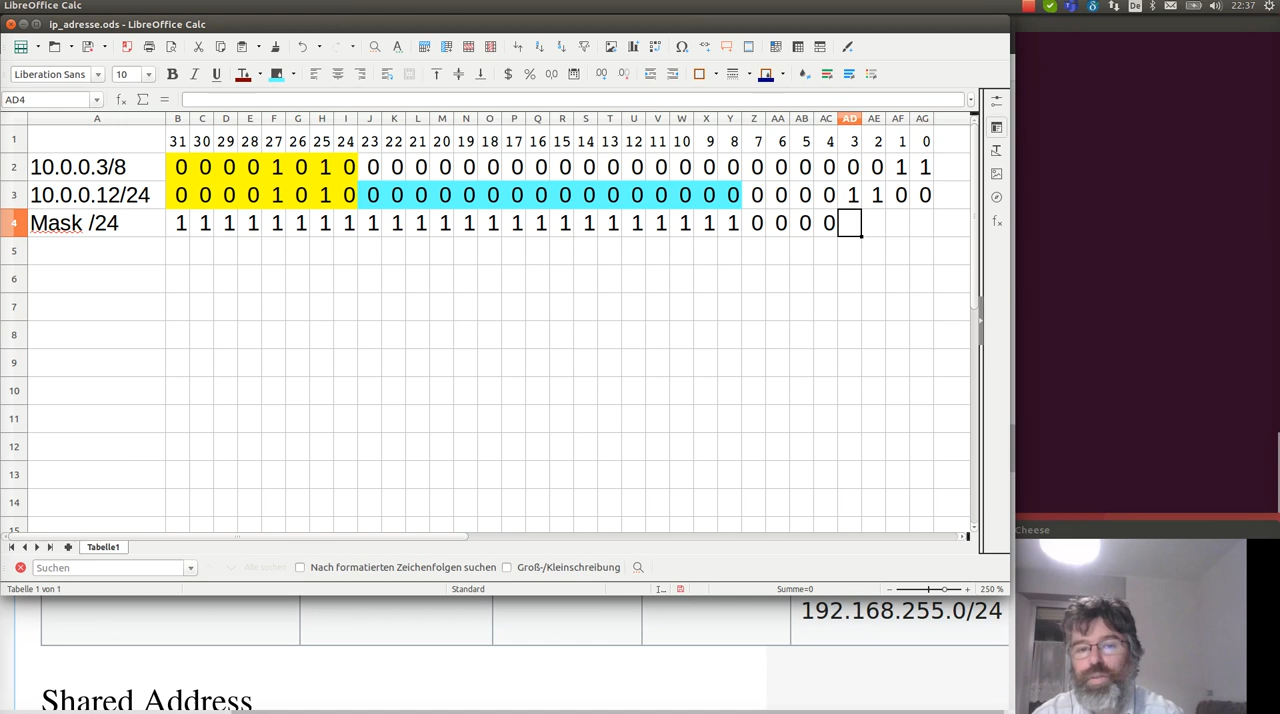 LibreOffice Calc
De 22:37
ip_adresse.ods - LibreOffice Calc
Liberation Sans 10
AD4
A B C D E F G H I J K L M N O P Q R S T U V W X Y Z AA AB AC AD AE AF AG
1 31 30 29 28 27 26 25 24 23 22 21 20 19 18 17 16 15 14 13 12 11 10 9 8 7 6 5 4 3 2 1 0
2 10.0.0.3/8 0 0 0 0 1 0 1 0 0 0 0 0 0 0 0 0 0 0 0 0 0 0 0 0 0 0 0 0 0 0 1 1
3 10.0.0.12/24 0 0 0 0 1 0 1 0 0 0 0 0 0 0 0 0 0 0 0 0 0 0 0 0 0 0 0 0 1 1 0 0
4 Mask /24 1 1 1 1 1 1 1 1 1 1 1 1 1 1 1 1 1 1 1 1 1 1 1 1 0 0 0 0
5
6
7
8
9
10
11
12
13
14
15
Tabelle1
Suchen Alle suchen Nach formatierten Zeichenfolgen suchen Groß-/Kleinschreibung
Tabelle 1 von 1 Standard Summe=0 250 %
Cheese
192.168.255.0/24
Shared Address